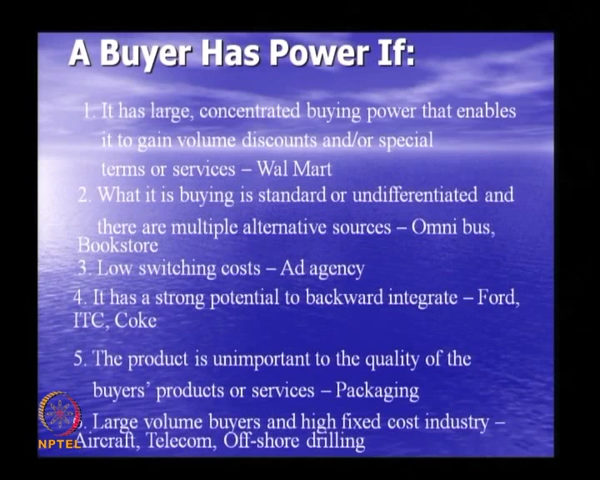 A Buyer Has Power If:
1. It has large, concentrated buying power that enables
it to gain volume discounts and/or special
terms or services – Wal Mart
2. What it is buying is standard or undifferentiated and
there are multiple alternative sources – Omni bus,
Bookstore
3. Low switching costs – Ad agency
4. It has a strong potential to backward integrate – Ford,
ITC, Coke
5. The product is unimportant to the quality of the
buyers' products or services – Packaging
6. Large volume buyers and high fixed cost industry –
Aircraft, Telecom, Off-shore drilling
NPTEL